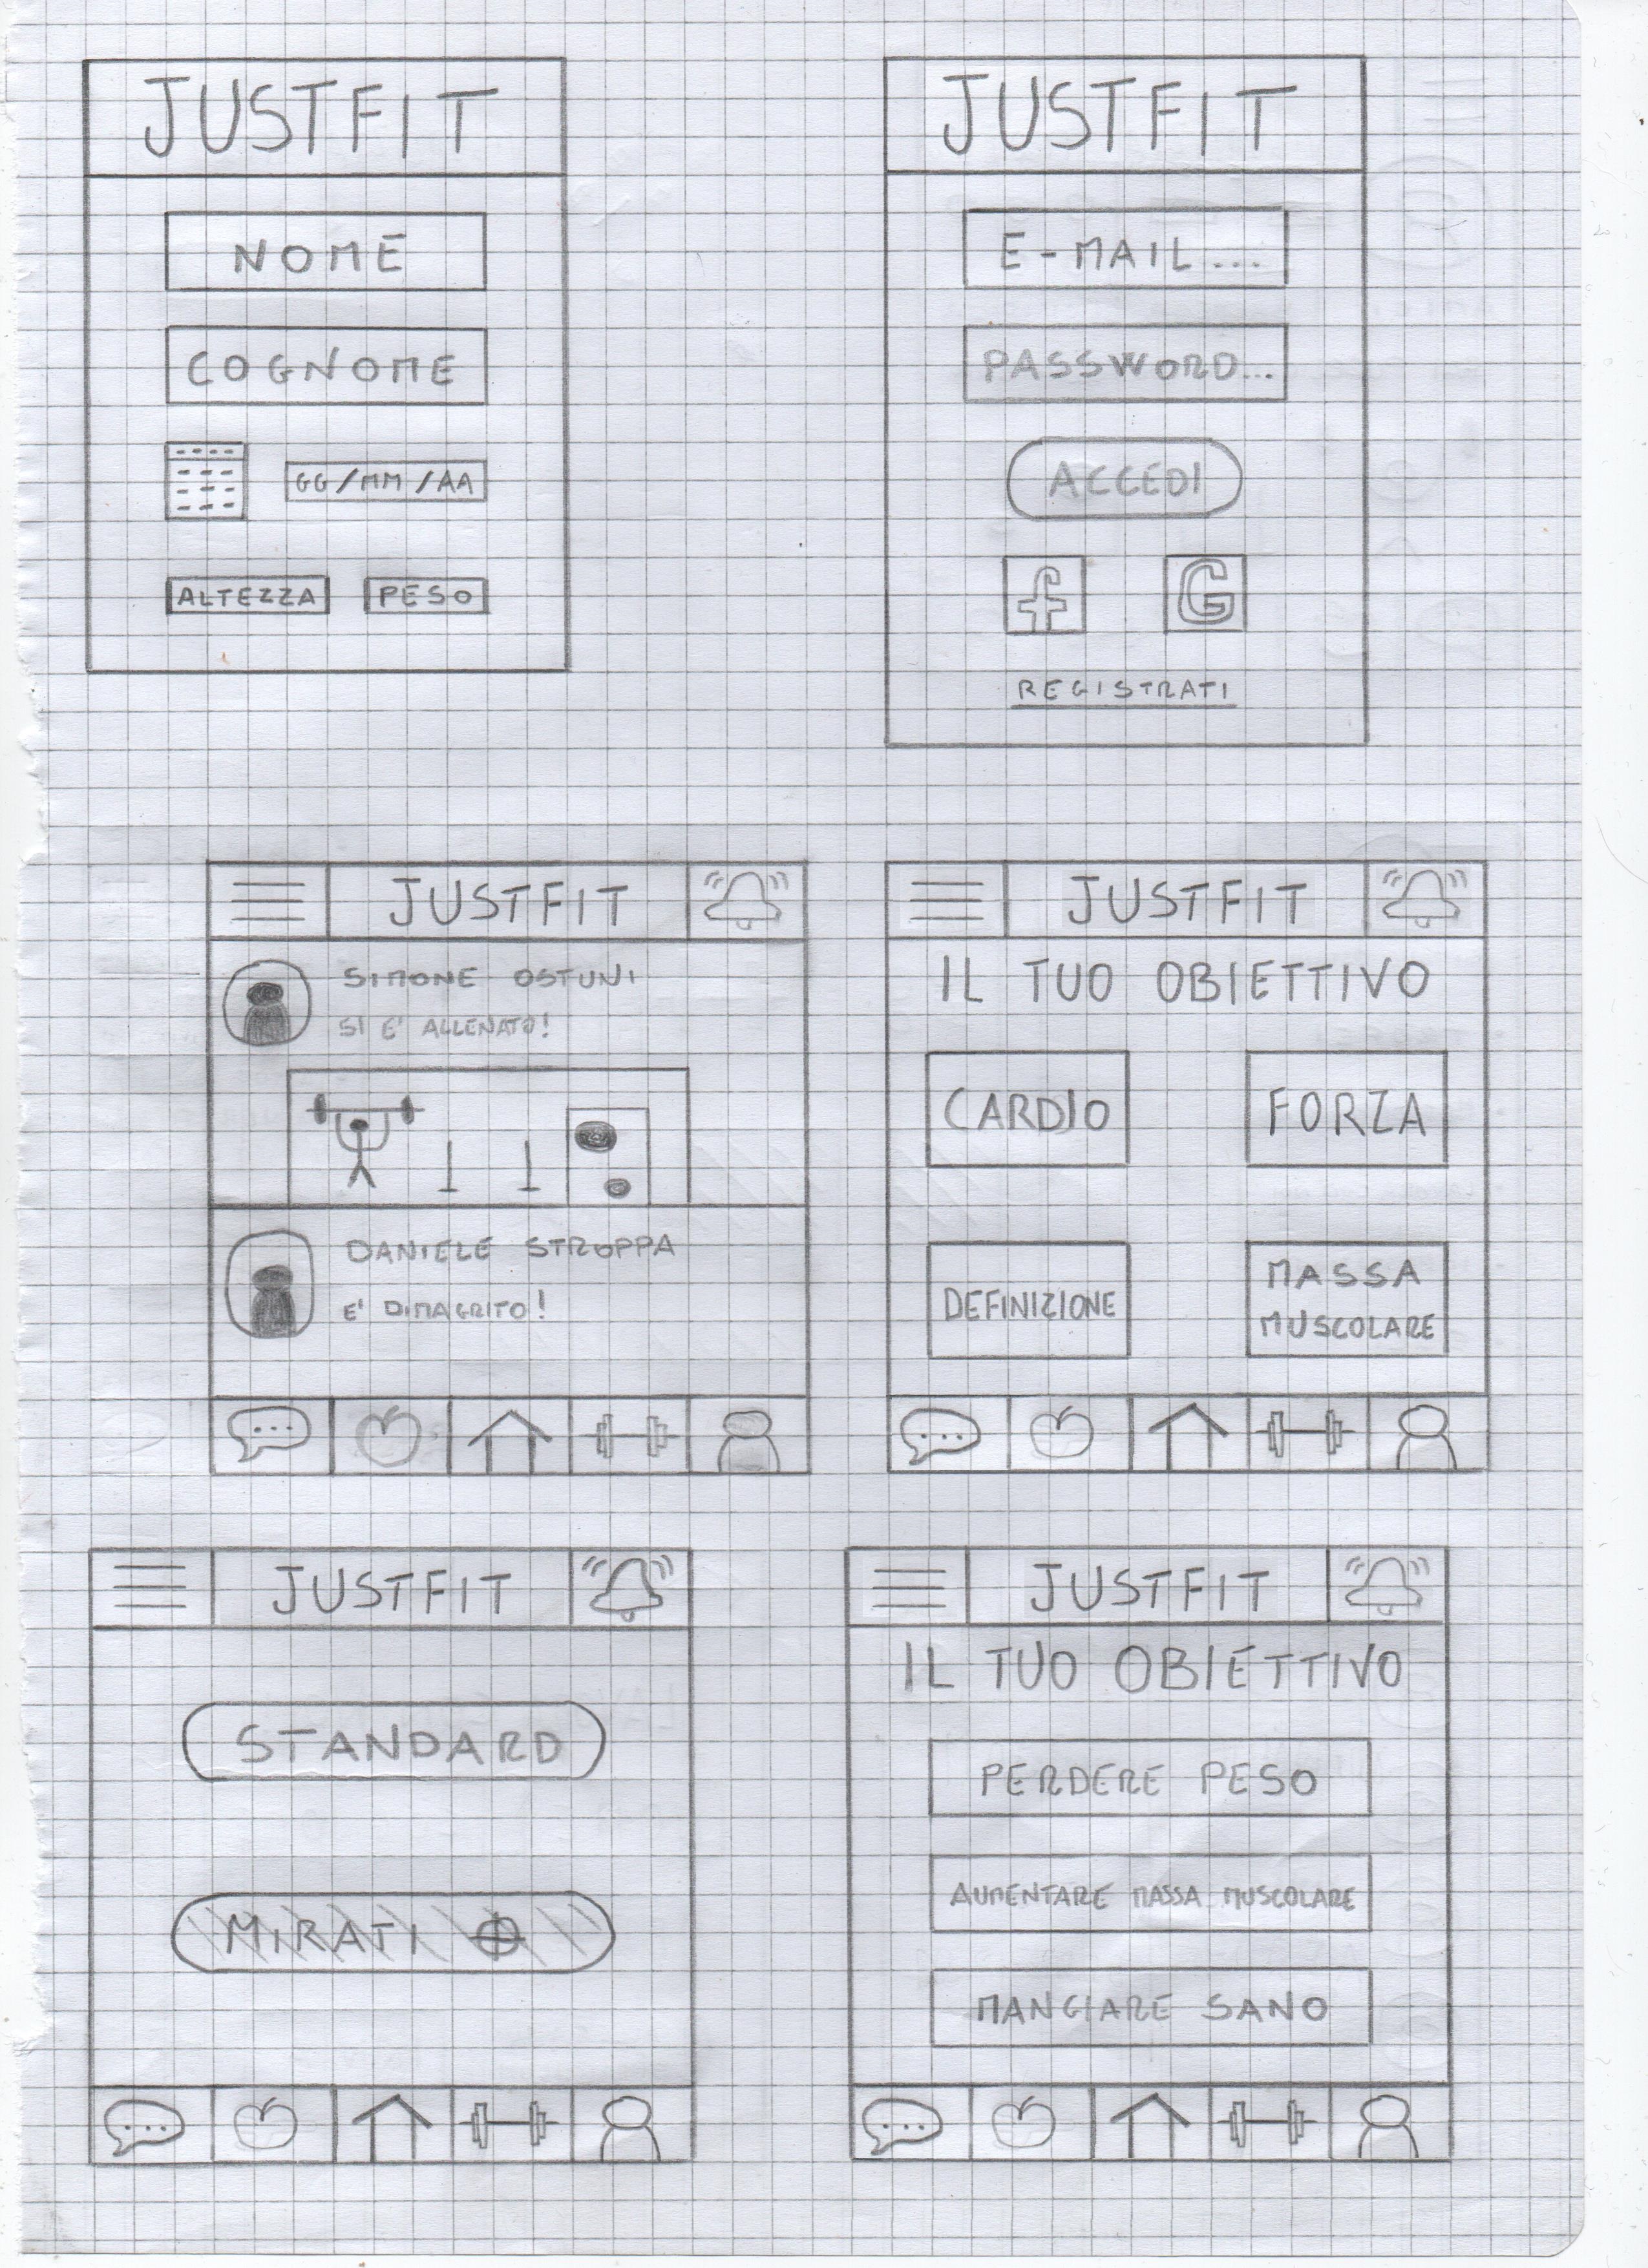 JUSTFIT
NOME
COGNOME
GG/MM/AA
ALTEZZA PESO
JUSTFIT
E-MAIL...
PASSWORD...
ACCEDI
f G
REGISTRATI
JUSTFIT
SIMONE OSTUNI
SI E' ALLENATO!
DANIELE STROPPA
E' DIMAGRITO!
JUSTFIT
IL TUO OBIETTIVO
CARDIO FORZA
DEFINIZIONE
MASSA
MUSCOLARE
JUSTFIT
STANDARD
MIRATI
JUSTFIT
IL TUO OBIETTIVO
PERDERE PESO
AUMENTARE MASSA MUSCOLARE
MANGIARE SANO